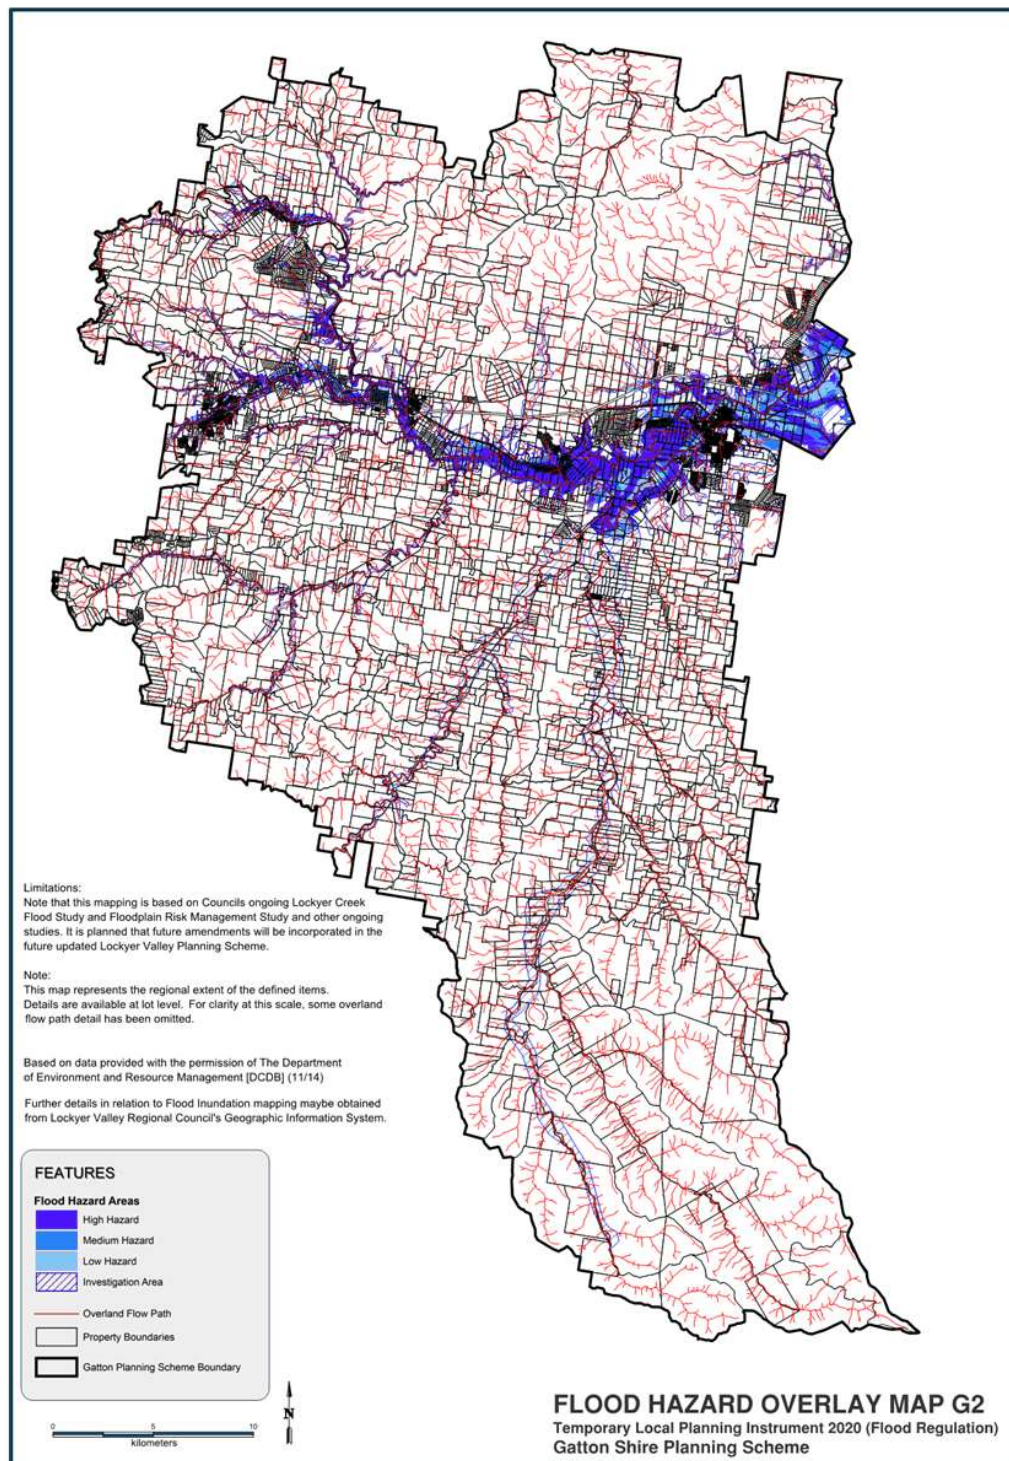 Limitations:
Note that this mapping is based on Councils ongoing Lockyer Creek
Flood Study and Floodplain Risk Management Study and other ongoing
studies. It is planned that future amendments will be incorporated in the
future updated Lockyer Valley Planning Scheme.
Note:
This map represents the regional extent of the defined items.
Details are available at lot level. For clarity at this scale, some overland
flow path detail has been omitted.
Based on data provided with the permission of The Department
of Environment and Resource Management [DCDB] (11/14)
Further details in relation to Flood Inundation mapping maybe obtained
from Lockyer Valley Regional Council's Geographic Information System.
FEATURES
Flood Hazard Areas
High Hazard
Medium Hazard
Low Hazard
Investigation Area
Overland Flow Path
Property Boundaries
Gatton Planning Scheme Boundary
0 5 10
kilometers
N
FLOOD HAZARD OVERLAY MAP G2
Temporary Local Planning Instrument 2020 (Flood Regulation)
Gatton Shire Planning Scheme